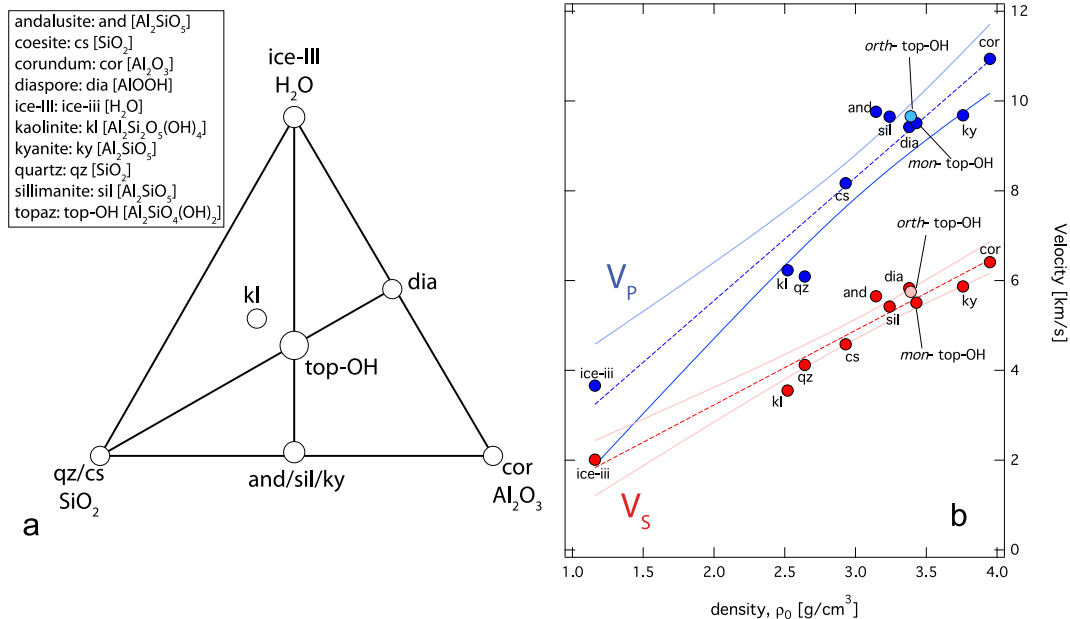 andalusite: and [Al₂SiO₅]
coesite: cs [SiO₂]
corundum: cor [Al₂O₃]
diaspore: dia [AlOOH]
ice-III: ice-iii [H₂O]
kaolinite: kl [Al₂Si₂O₅(OH)₄]
kyanite: ky [Al₂SiO₅]
quartz: qz [SiO₂]
sillimanite: sil [Al₂SiO₅]
topaz: top-OH [Al₂SiO₄(OH)₂]
ice-III
H₂O
kl
dia
top-OH
qz/cs
SiO₂
and/sil/ky
cor
Al₂O₃
a
12
10
8
6
4
2
0
Velocity [km/s]
orth- top-OH
cor
and
sil
dia
ky
mon- top-OH
cs
kl
qz
ice-iii
V_P
orth- top-OH
cor
dia
and
sil
ky
mon- top-OH
cs
qz
kl
ice-iii
V_S
b
1.0
1.5
2.0
2.5
3.0
3.5
4.0
density, ρ₀ [g/cm³]